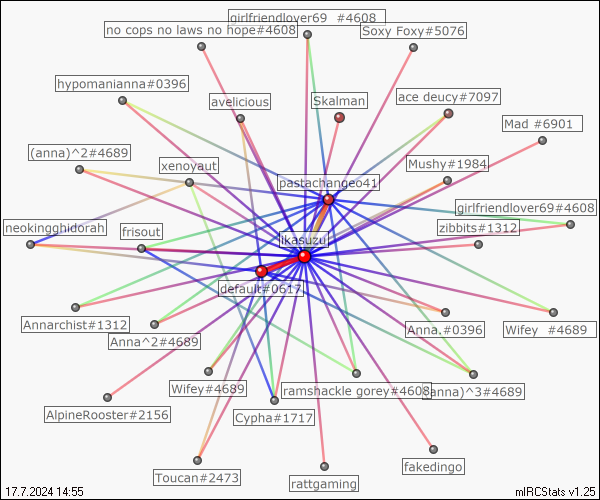 girlfriendlover69 #4608
no cops no laws no hope#4608
Soxy Foxy#5076
hypomanianna#0396
avelicious
Skalman
ace deucy#7097
Mad #6901
(anna)^2#4689
xenoyaut
Mushy#1984
pastachangeo41
girlfriendlover69#4608
neokingghidorah
frisout
likasuzu
zibbits#1312
default#0617
Annarchist#1312
Anna^2#4689
Anna.#0396
Wifey #4689
Wifey#4689
ramshackle gorey#4608
(anna)^3#4689
AlpineRooster#2156
Cypha#1717
Toucan#2473
rattgaming
fakedingo
17.7.2024 14:55
mIRCStats v1.25